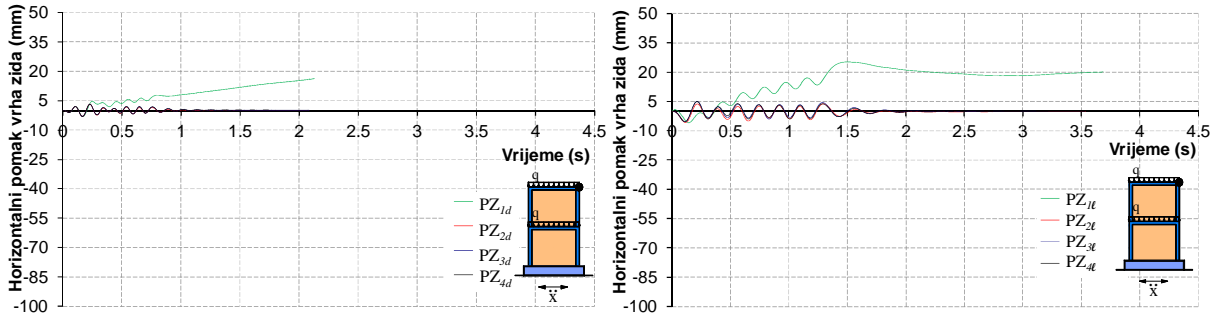 Horizontalni pomak vrha zida (mm)
50
35
20
5
-10
-25
-40
-55
-70
-85
-100
0
0.5
1
1.5
2
2.5
3
4
4.5
Vrijeme (s)
PZ1d
PZ2d
PZ3d
PZ4d
q
q
ẍ
Horizontalni pomak vrha zida (mm)
50
35
20
5
-10
-25
-40
-55
-70
-85
-100
0
0.5
1
1.5
2
2.5
3
3.5
4
4.5
Vrijeme (s)
PZ1ℓ
PZ2ℓ
PZ3ℓ
PZ4ℓ
q
q
ẍ